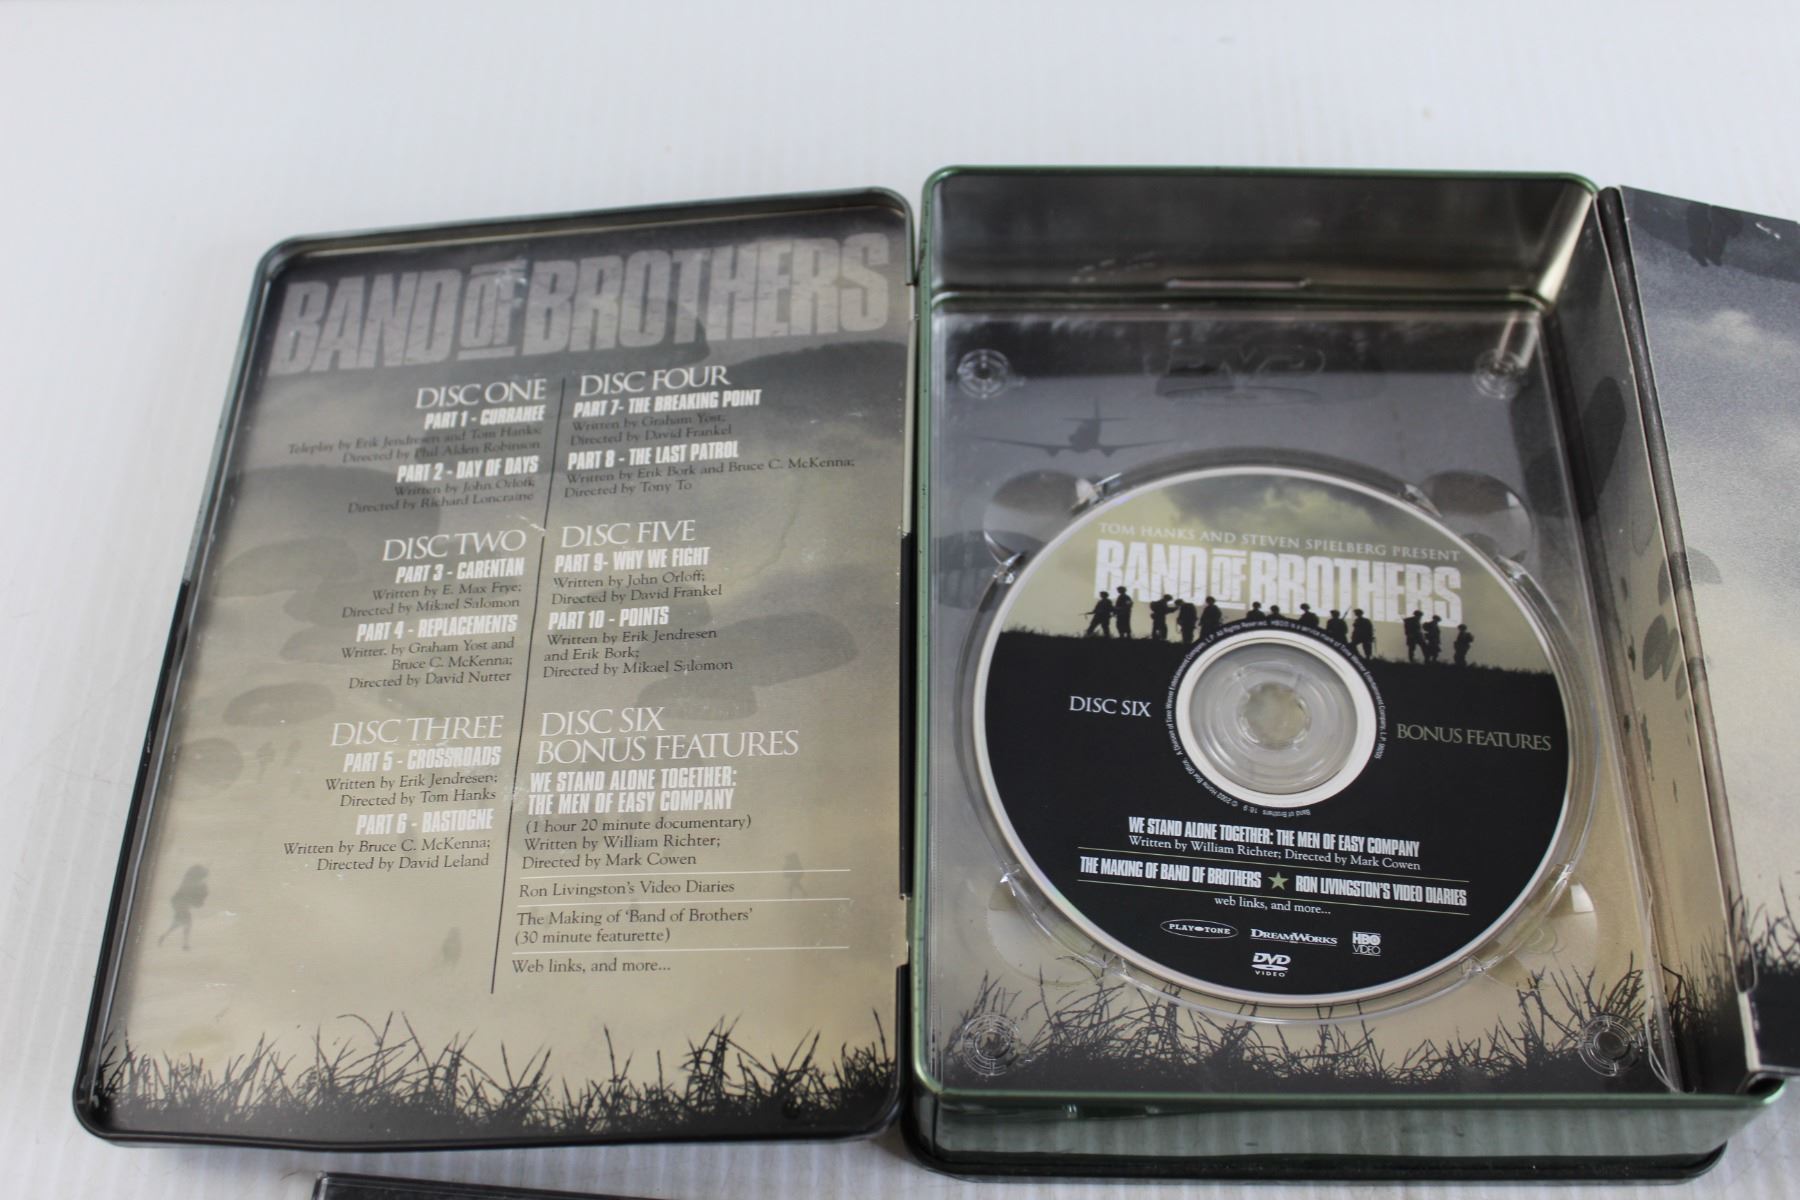 BAND OF BROTHERS
DISC ONE
PART 1 - CURRAHEE
Teleplay by Erik Jendresen and Tom Hanks;
Directed by Phil Alden Robinson
PART 2 - DAY OF DAYS
Written by John Orloff;
Directed by Richard Loncraine
DISC TWO
PART 3 - CARENTAN
Written by E. Max Frye;
Directed by Mikael Salomon
PART 4 - REPLACEMENTS
Written by Graham Yost and
Bruce C. McKenna;
Directed by David Nutter
DISC THREE
PART 5 - CROSSROADS
Written by Erik Jendresen;
Directed by Tom Hanks
PART 6 - BASTOGNE
Written by Bruce C. McKenna;
Directed by David Leland
DISC FOUR
PART 7- THE BREAKING POINT
Written by Graham Yost;
Directed by David Frankel
PART 8 - THE LAST PATROL
Written by Erik Bork and Bruce C. McKenna;
Directed by Tony To
DISC FIVE
PART 9- WHY WE FIGHT
Written by John Orloff;
Directed by David Frankel
PART 10 - POINTS
Written by Erik Jendresen
and Erik Bork;
Directed by Mikael Salomon
DISC SIX
BONUS FEATURES
WE STAND ALONE TOGETHER:
THE MEN OF EASY COMPANY
(1 hour 20 minute documentary)
Written by William Richter;
Directed by Mark Cowen
Ron Livingston's Video Diaries
The Making of 'Band of Brothers'
(30 minute featurette)
Web links, and more...
DVD
TOM HANKS AND STEVEN SPIELBERG PRESENT
BAND OF BROTHERS
DISC SIX
BONUS FEATURES
WE STAND ALONE TOGETHER: THE MEN OF EASY COMPANY
Written by William Richter; Directed by Mark Cowen
THE MAKING OF BAND OF BROTHERS ★ RON LIVINGSTON'S VIDEO DIARIES
web links, and more...
PLAY-TONE
DREAMWORKS
HBO
VIDEO
DVD
VIDEO